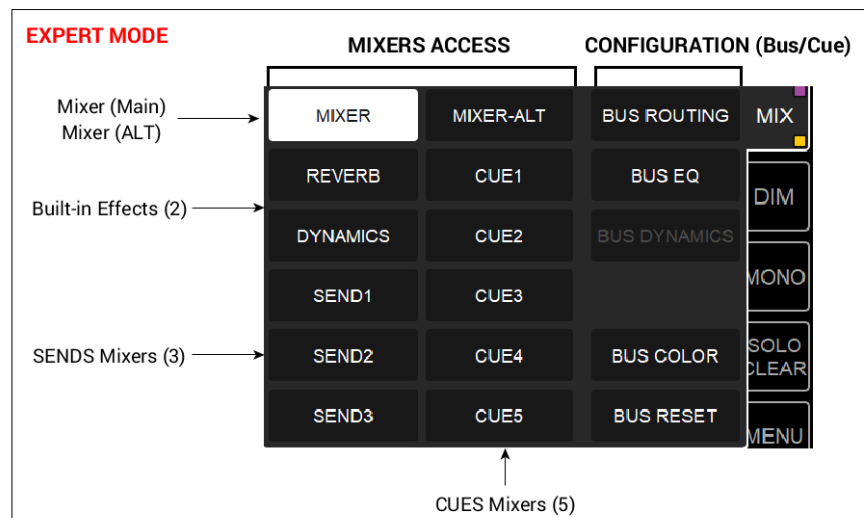 EXPERT MODE
MIXERS ACCESS
CONFIGURATION (Bus/Cue)
Mixer (Main)
Mixer (ALT)
MIXER
MIXER-ALT
BUS ROUTING
MIX
Built-in Effects (2)
REVERB
CUE1
BUS EQ
DIM
DYNAMICS
CUE2
BUS DYNAMICS
SEND1
CUE3
MONO
SENDS Mixers (3)
SEND2
CUE4
BUS COLOR
SOLO
CLEAR
SEND3
CUE5
BUS RESET
MENU
CUES Mixers (5)